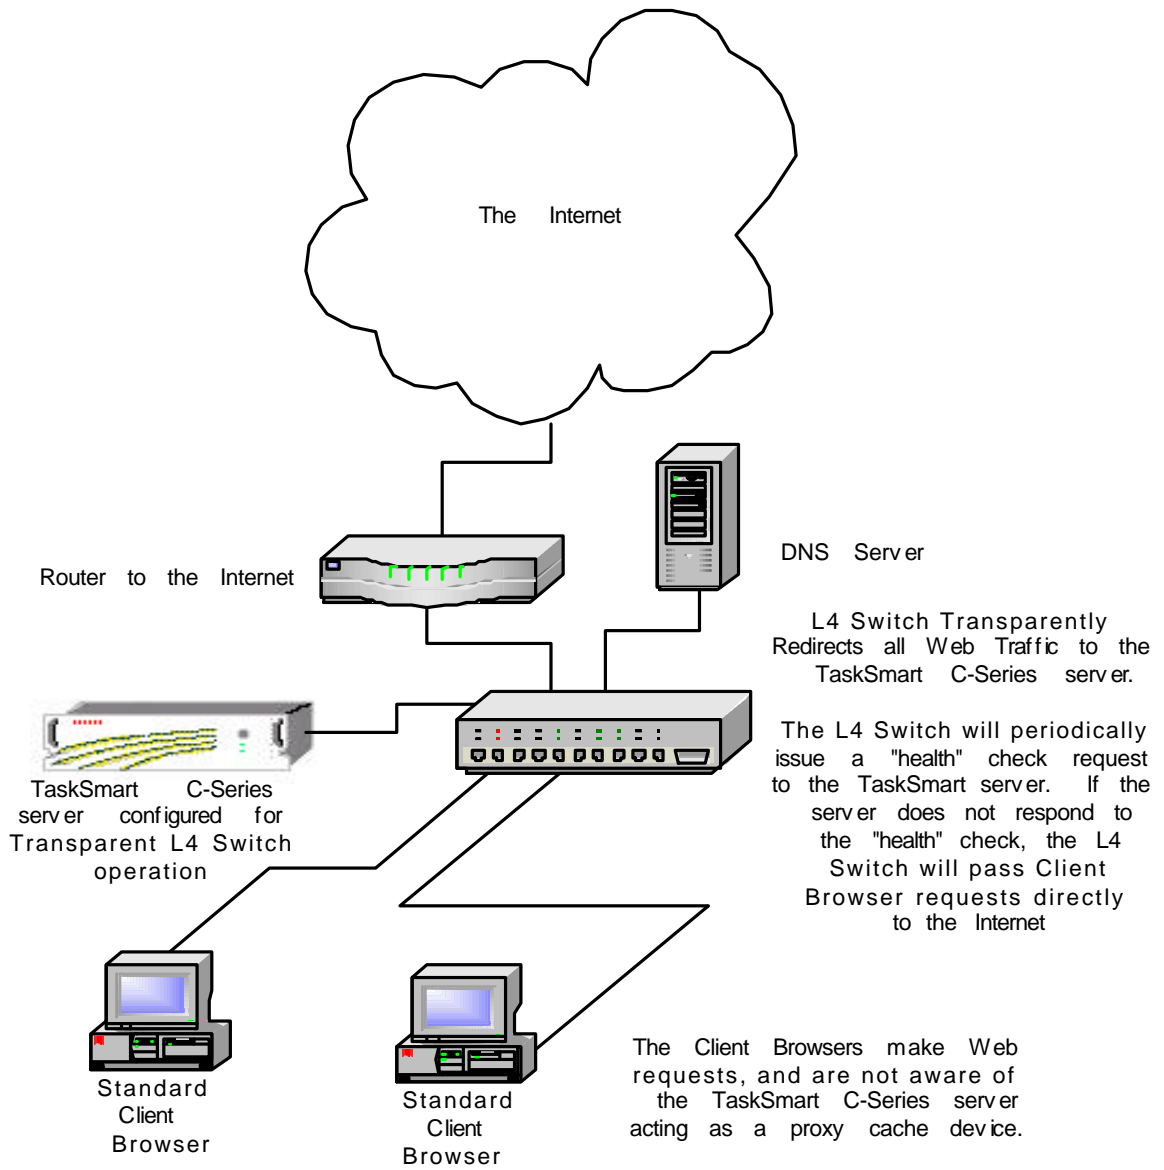 The Internet
DNS Server
Router to the Internet
L4 Switch Transparently
Redirects all Web Traffic to the
TaskSmart C-Series server.
The L4 Switch will periodically
issue a "health" check request
to the TaskSmart server. If the
server does not respond to
the "health" check, the L4
Switch will pass Client
Browser requests directly
to the Internet
TaskSmart C-Series
server configured for
Transparent L4 Switch
operation
Standard
Client
Browser
Standard
Client
Browser
The Client Browsers make Web
requests, and are not aware of
the TaskSmart C-Series server
acting as a proxy cache device.